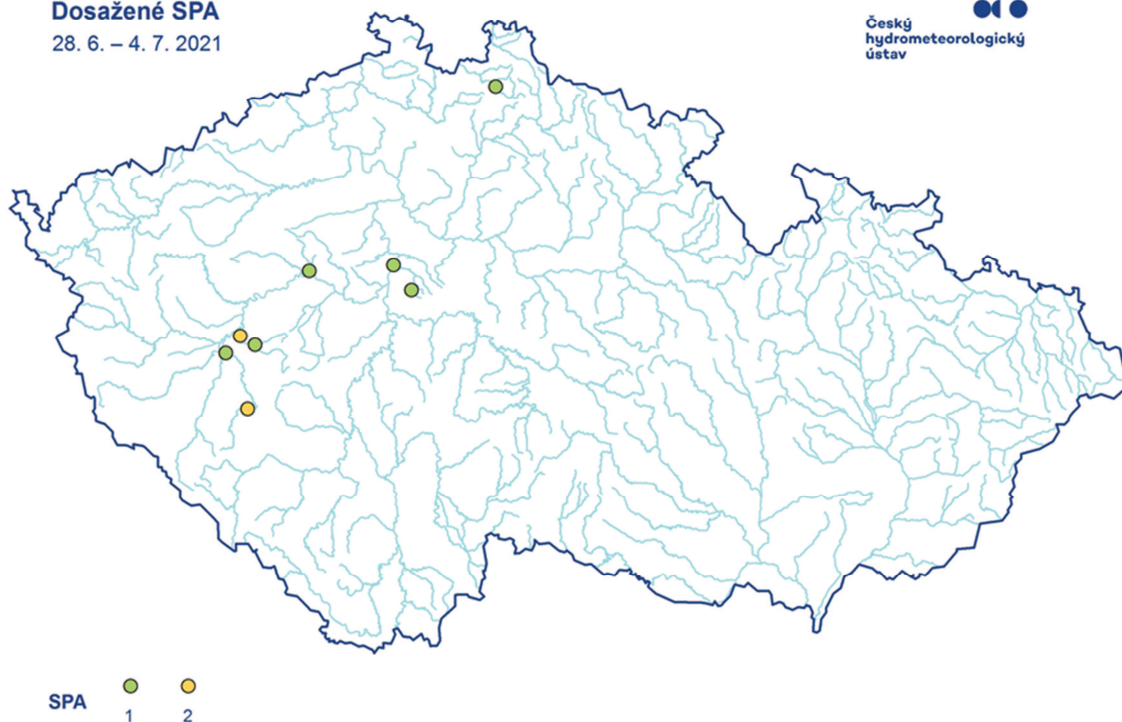 Dosažené SPA
28. 6. – 4. 7. 2021
Český
hydrometeorologický
ústav
SPA
1
2